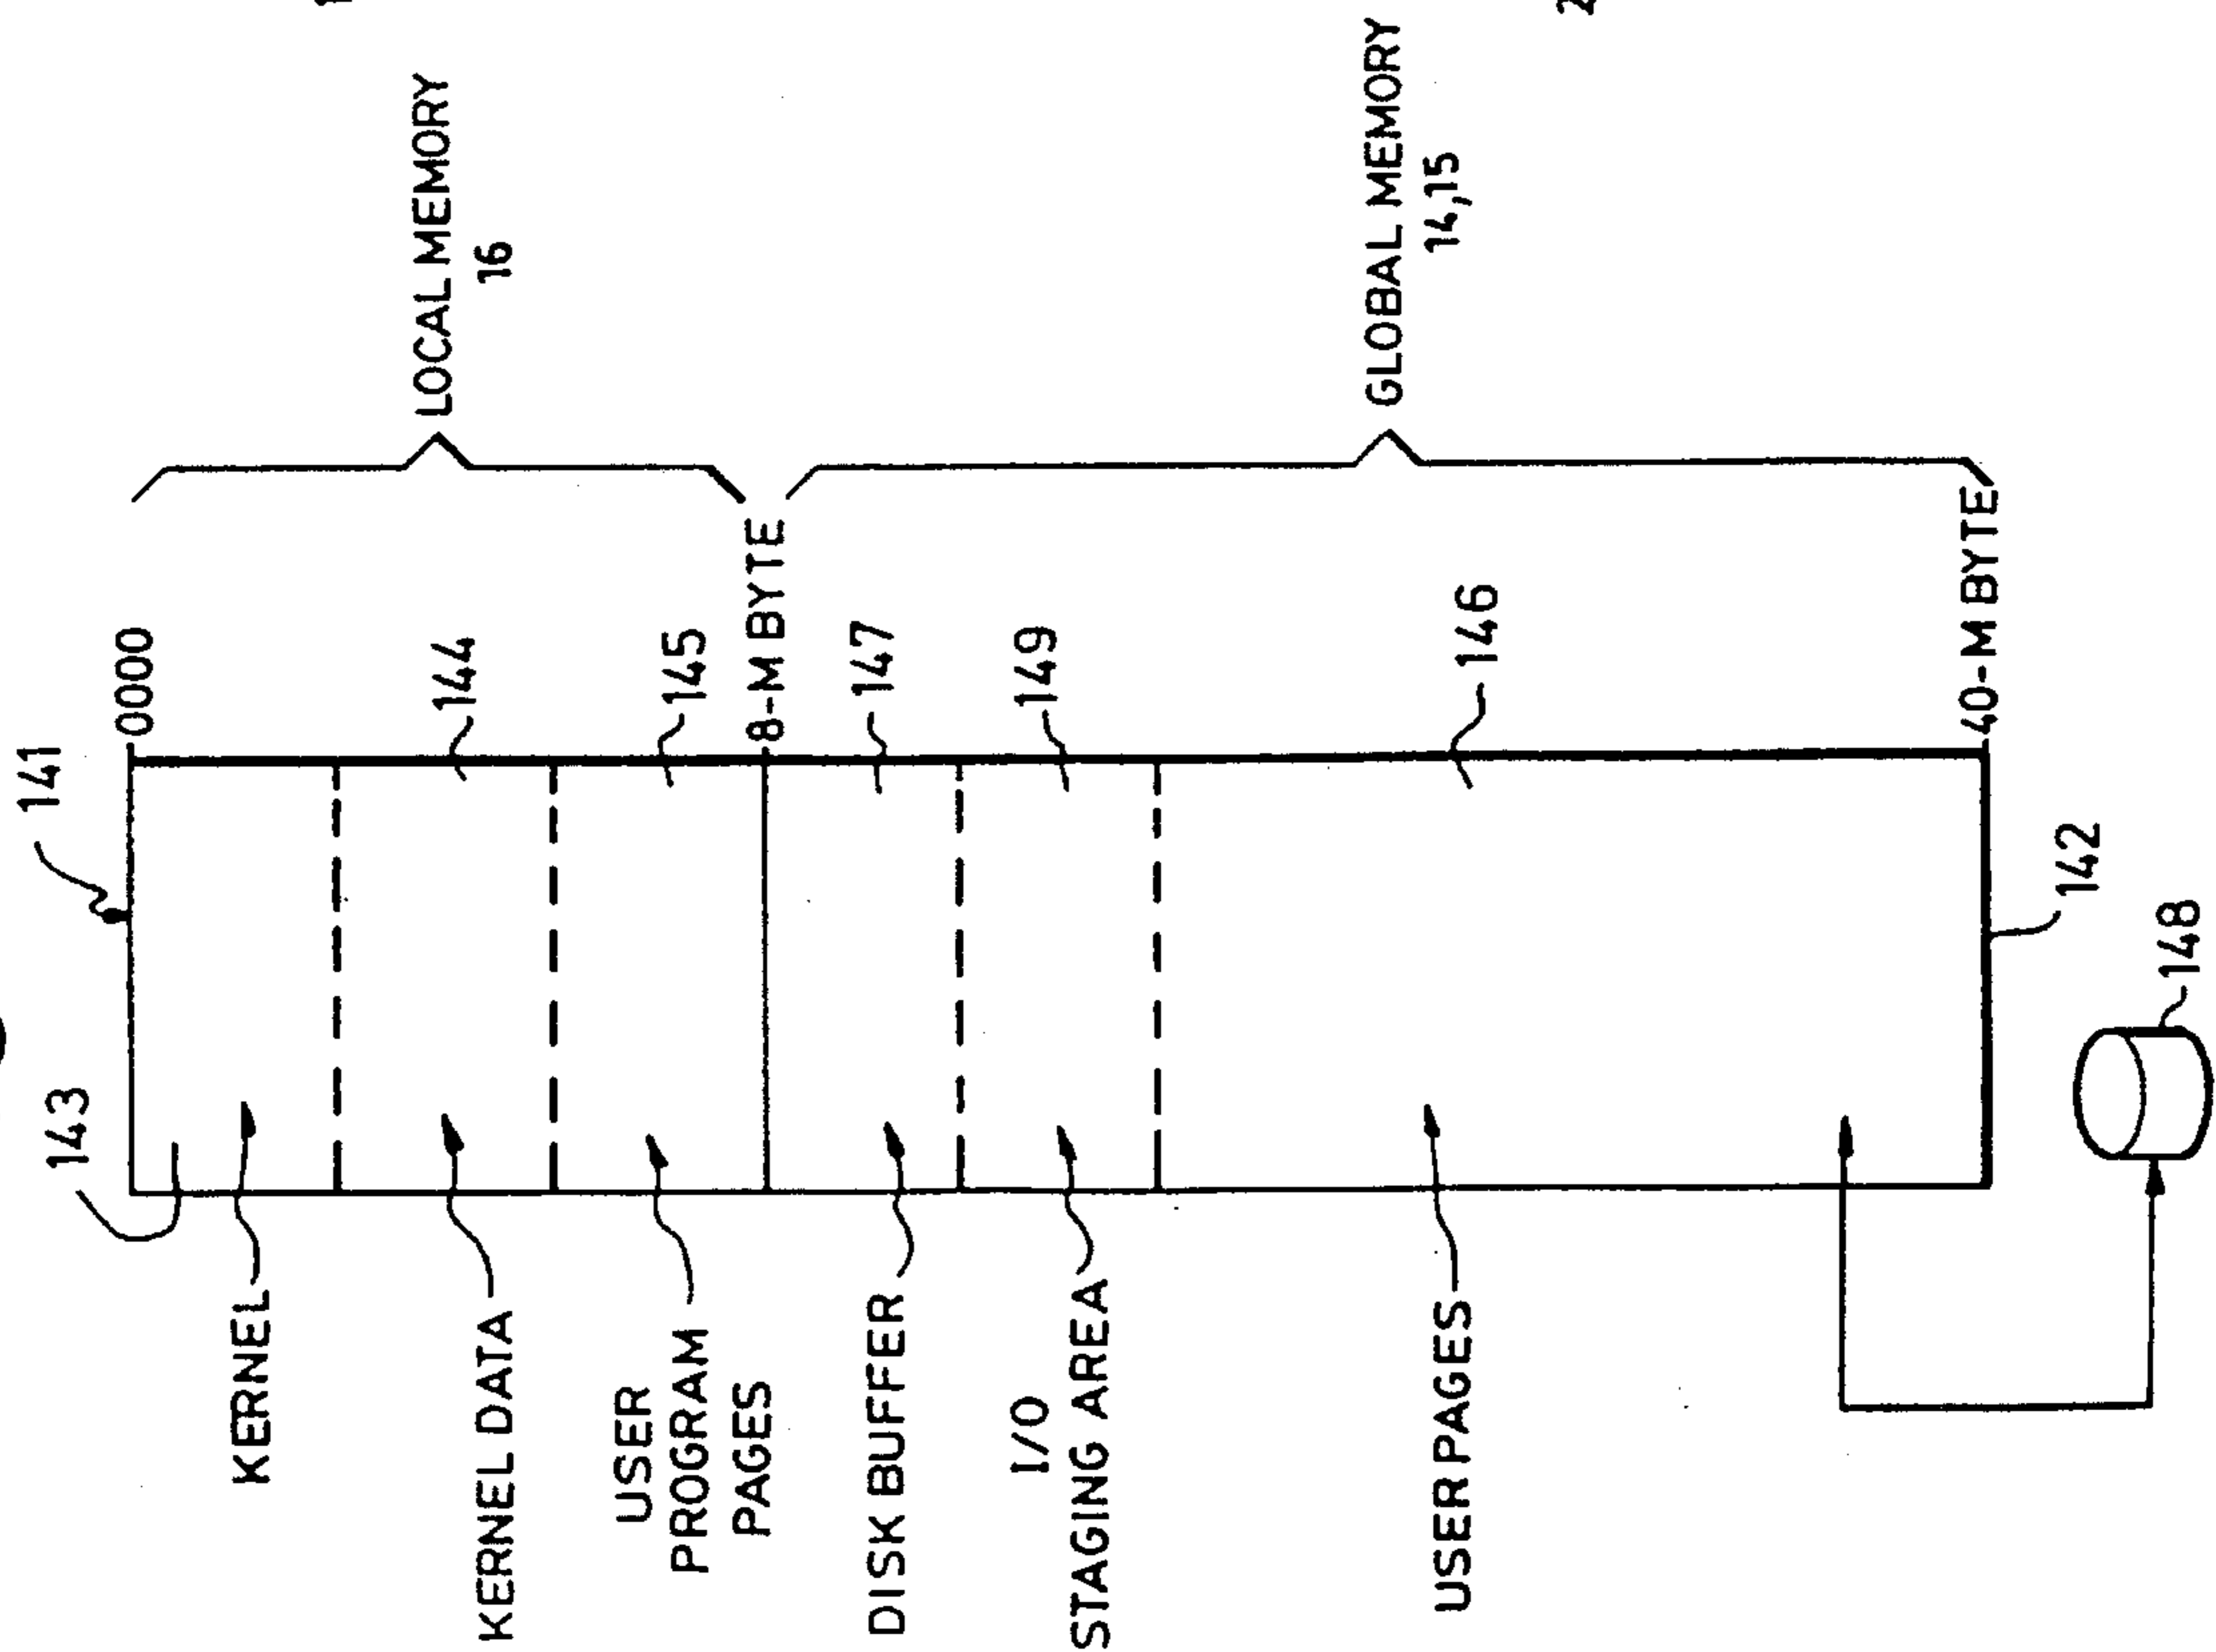 141
143
0000
KERNEL
LOCAL MEMORY
16
144
KERNEL DATA
USER
PROGRAM
PAGES
145
8-M BYTE
147
DISK BUFFER
149
I/O
STAGING AREA
GLOBAL MEMORY
14,15
146
USER PAGES
40-M BYTE
142
148